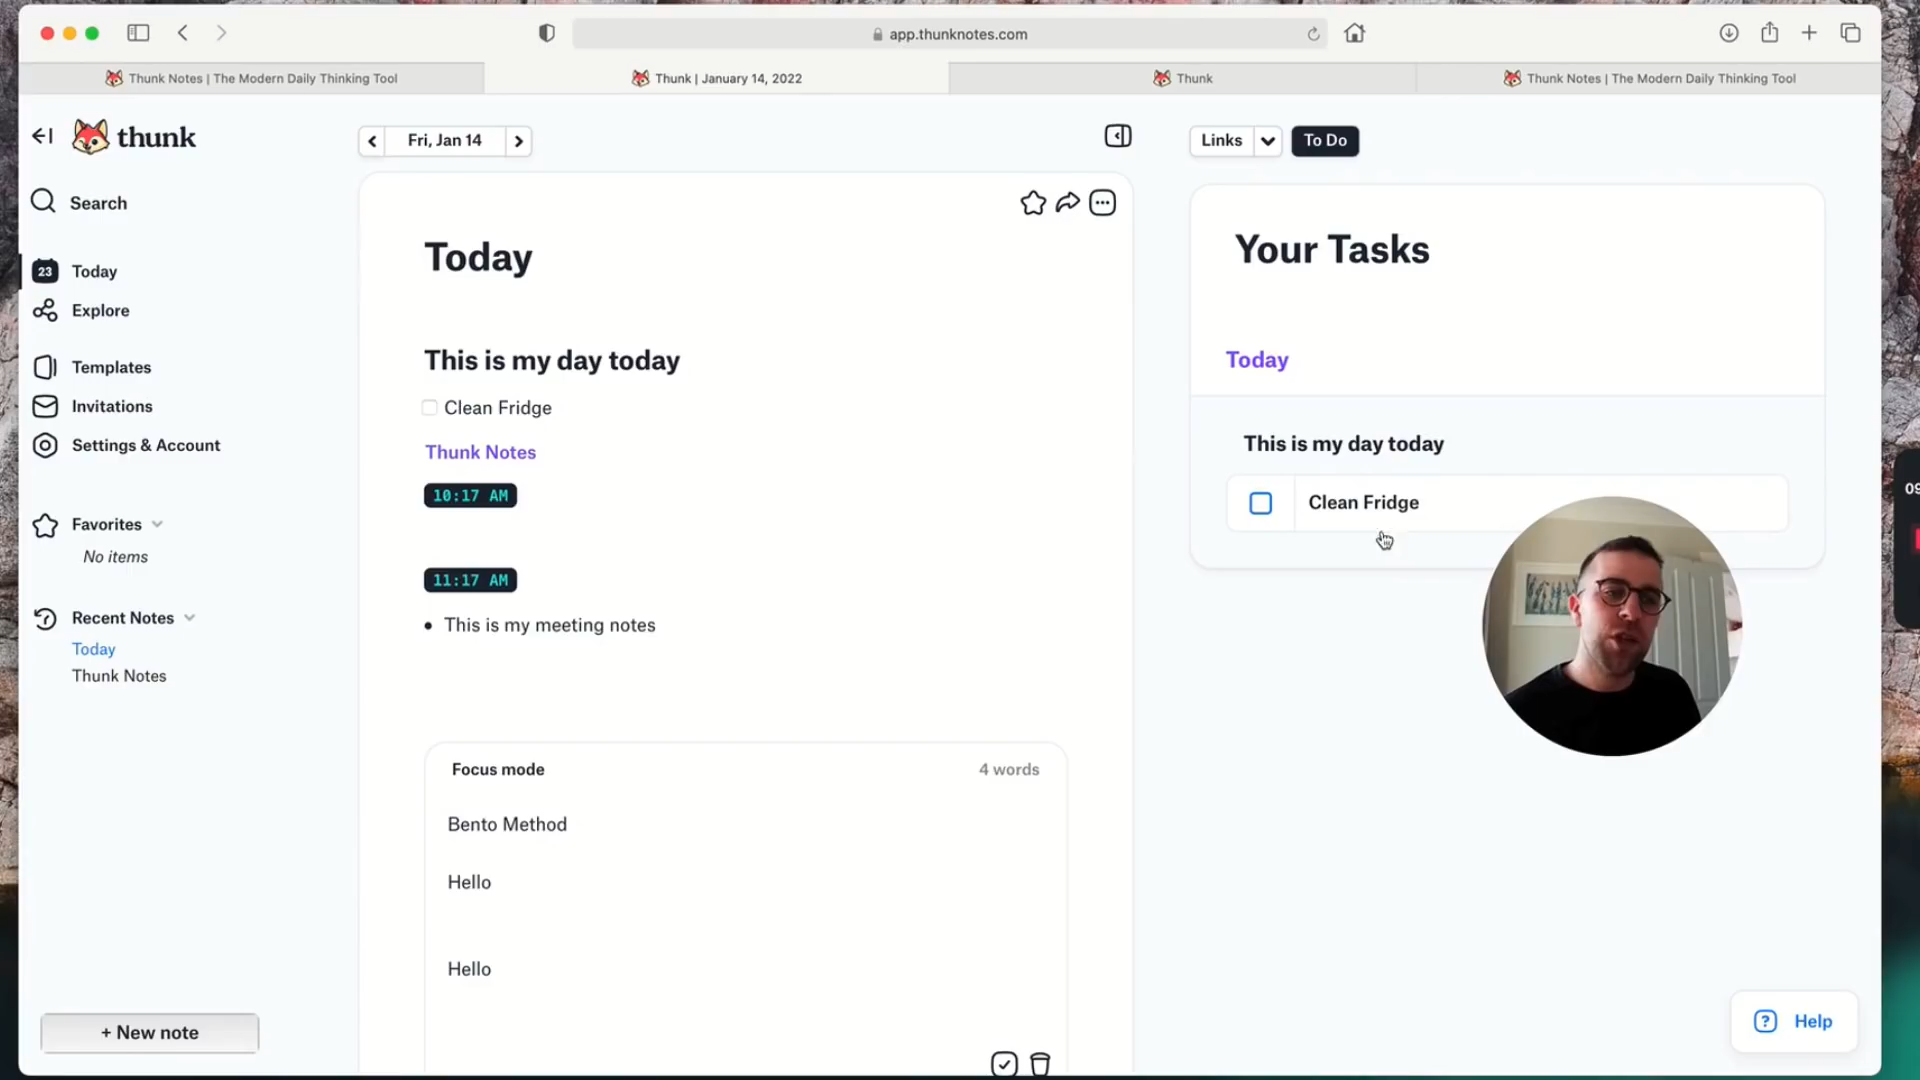 app.thunknotes.com
Thunk Notes | The Modern Daily Thinking Tool
Thunk | January 14, 2022
Thunk
Thunk Notes | The Modern Daily Thinking Tool
thunk
Search
23 Today
Explore
Templates
Invitations
Settings & Account
Favorites
No items
Recent Notes
Today
Thunk Notes
+ New note
Fri, Jan 14
Today
This is my day today
Clean Fridge
Thunk Notes
10:17 AM
11:17 AM
• This is my meeting notes
Focus mode
4 words
Bento Method
Hello
Hello
Links
To Do
Your Tasks
Today
This is my day today
Clean Fridge
09
? Help